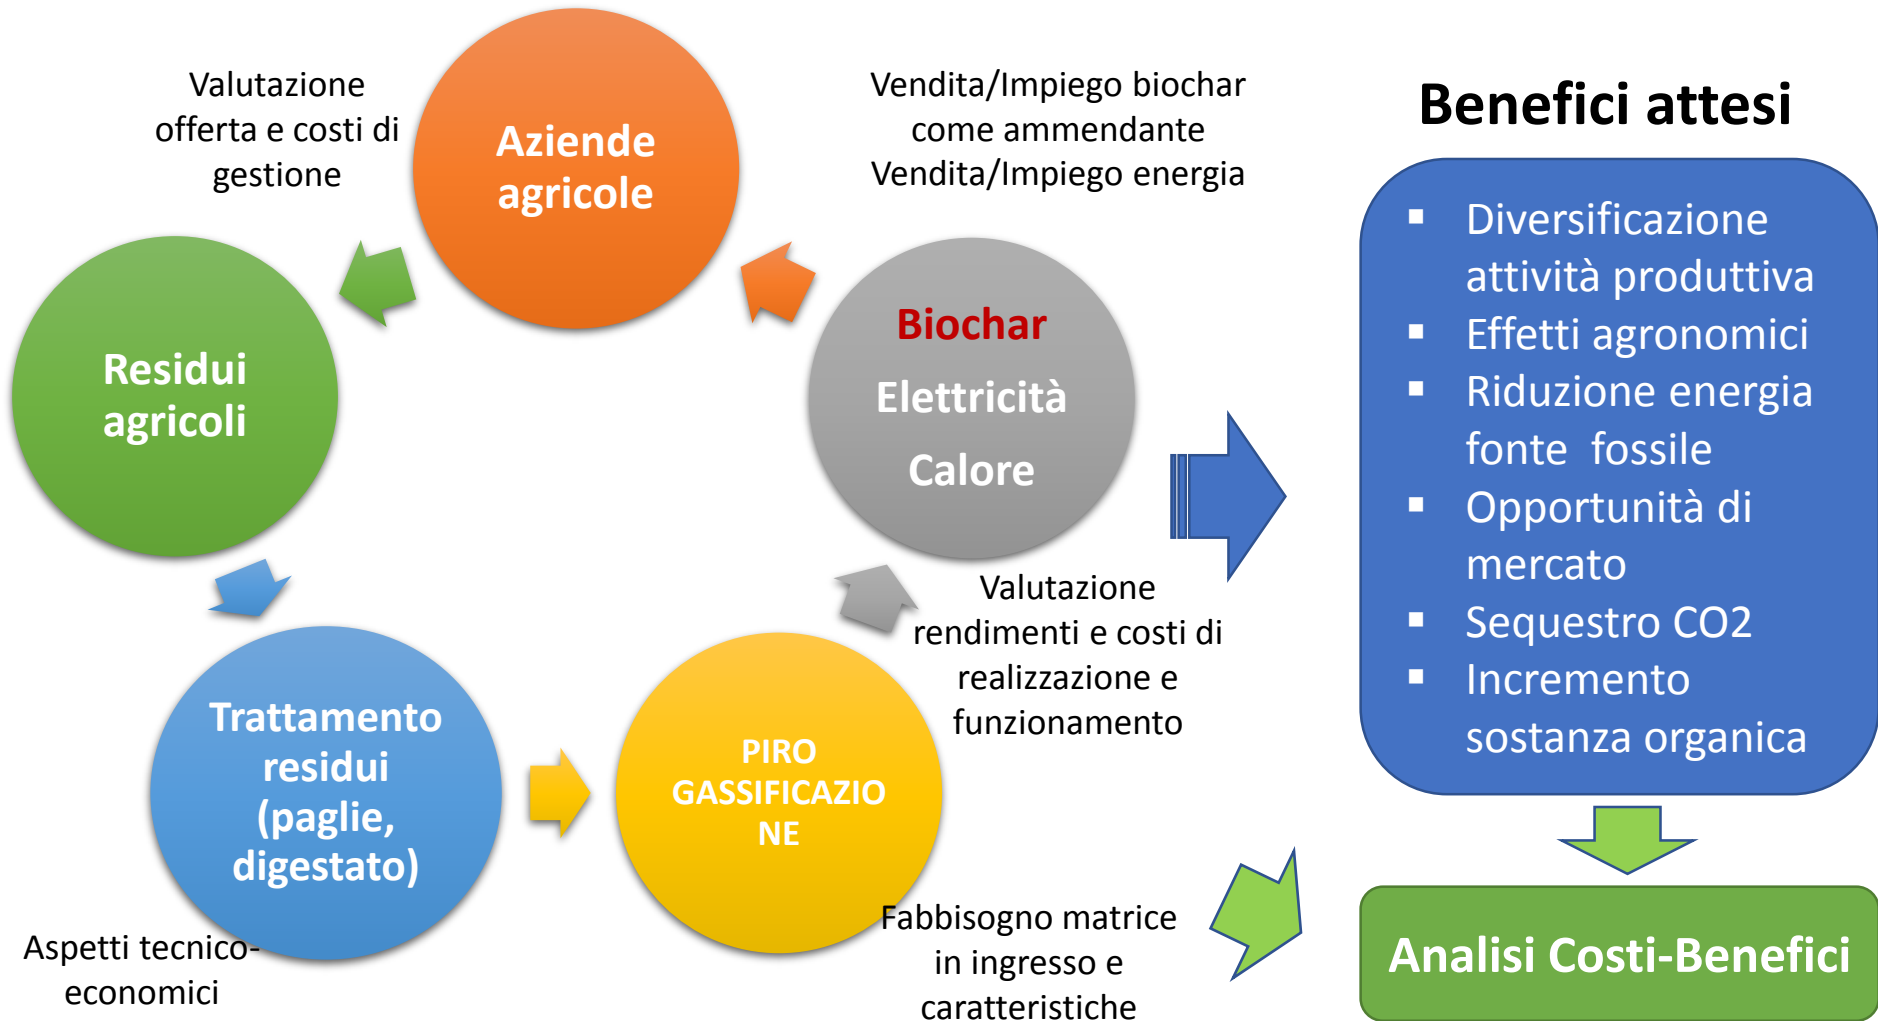 Valutazione
offerta e costi di
gestione
Aziende
agricole
Vendita/Impiego biochar
come ammendante
Vendita/Impiego energia
Residui
agricoli
Biochar
Elettricità
Calore
Trattamento
residui
(paglie,
digestato)
PIRO
GASSIFICAZIO
NE
Valutazione
rendimenti e costi di
realizzazione e
funzionamento
Aspetti tecnico-
economici
Fabbisogno matrice
in ingresso e
caratteristiche
Benefici attesi
▪ Diversificazione
attività produttiva
▪ Effetti agronomici
▪ Riduzione energia
fonte  fossile
▪ Opportunità di
mercato
▪ Sequestro CO2
▪ Incremento
sostanza organica
Analisi Costi-Benefici